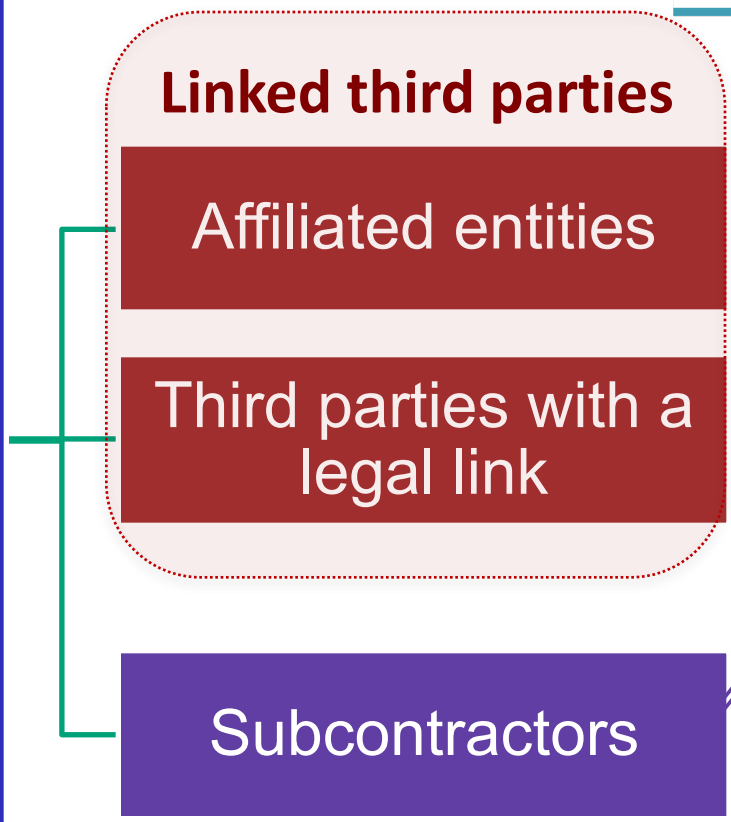 Linked third parties
Affiliated entities
Third parties with a
legal link
Subcontractors